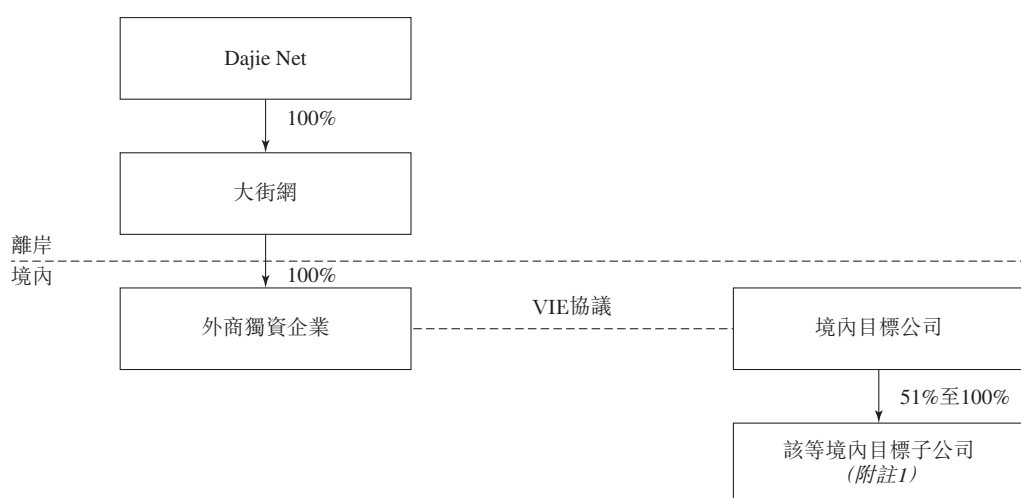 Dajie Net
100%
大街網
離岸
境內
100%
外商獨資企業
VIE協議
境內目標公司
51%至100%
該等境內目標子公司
(附註1)